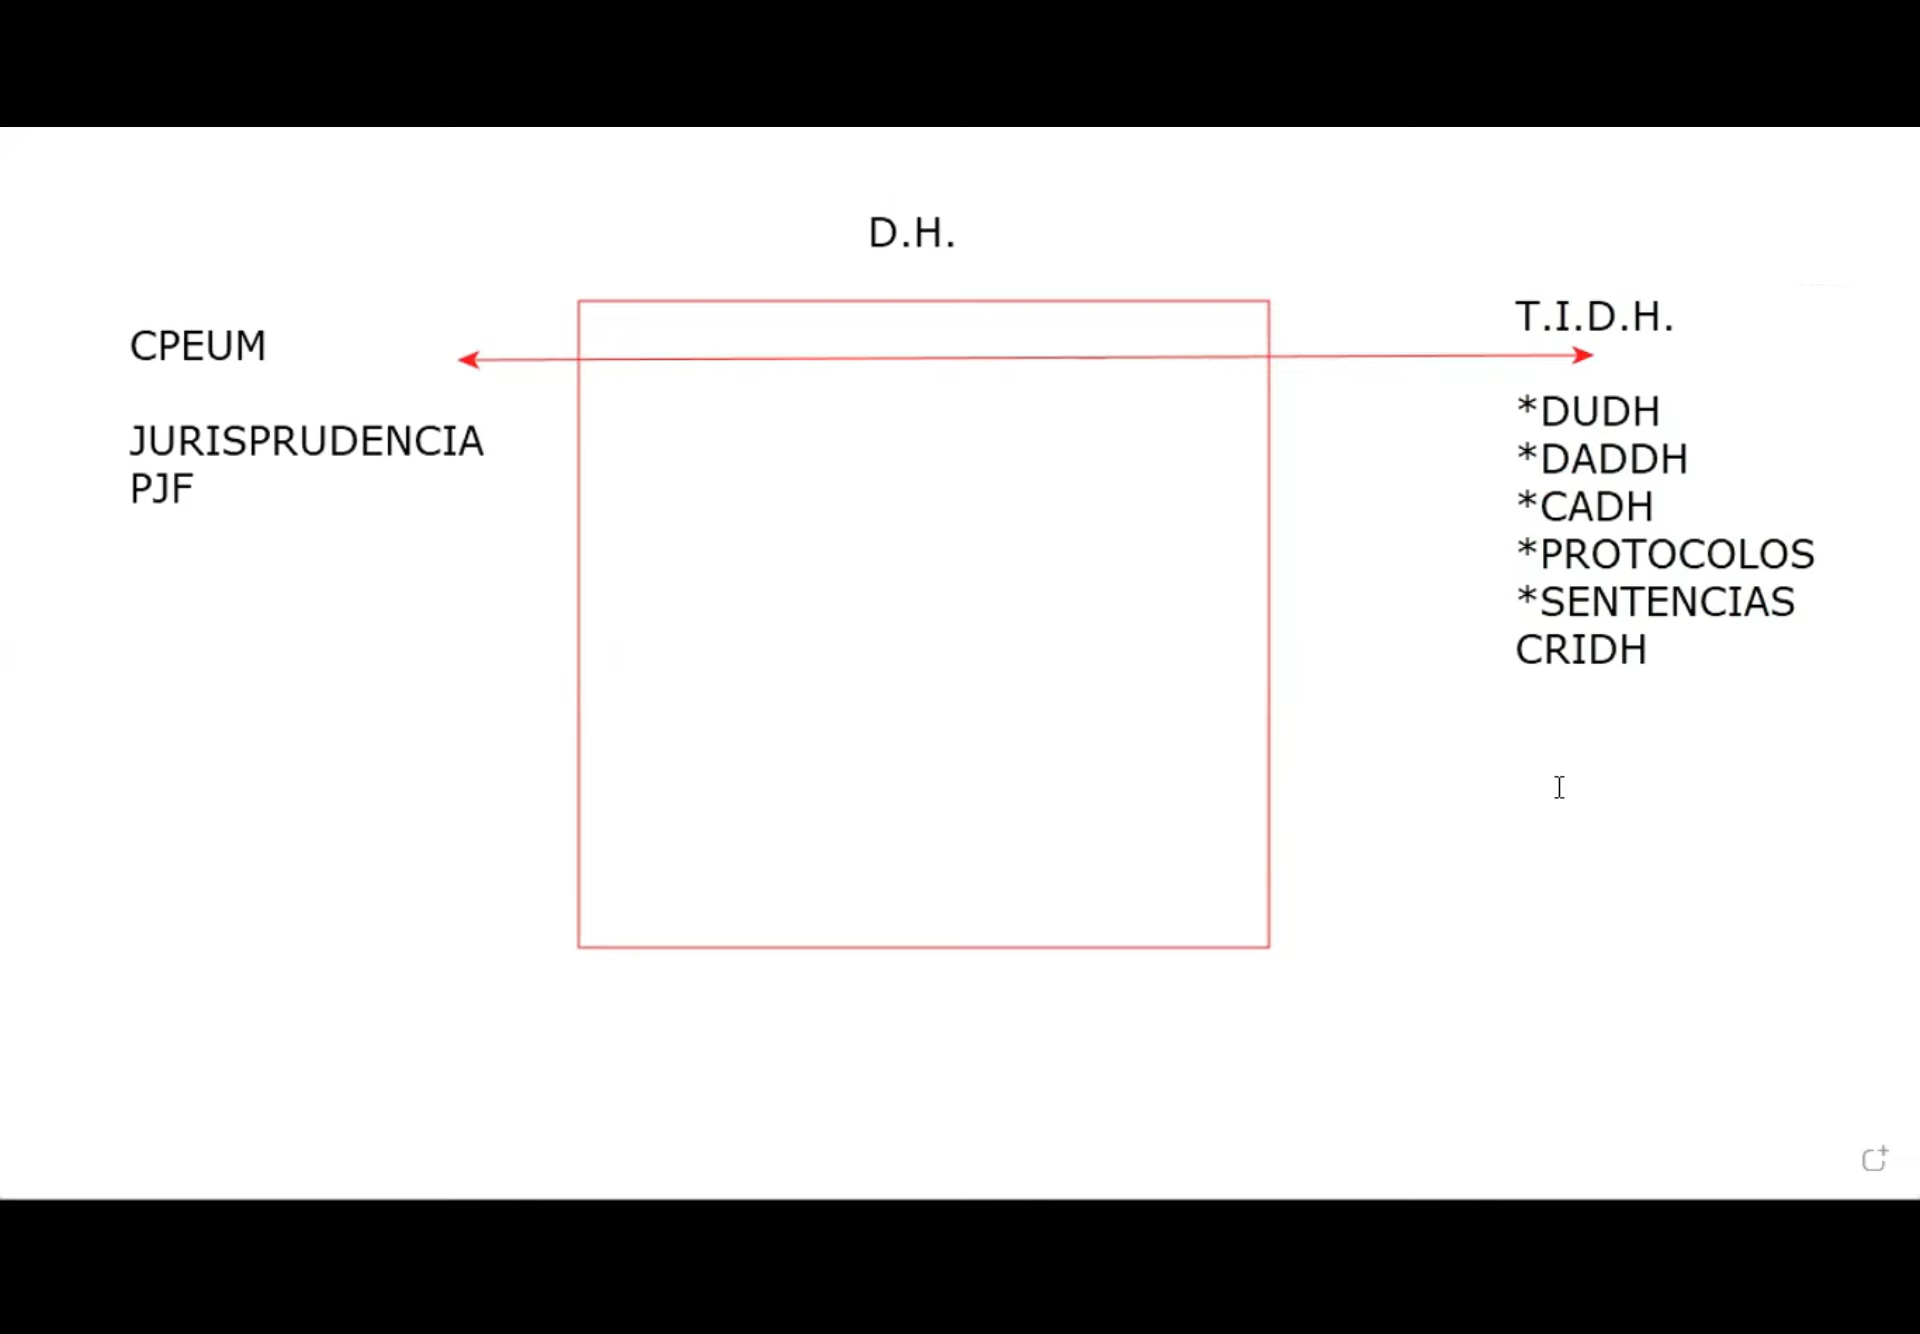 D.H.
CPEUM
JURISPRUDENCIA
PJF
T.I.D.H.
*DUDH
*DADDH
*CADH
*PROTOCOLOS
*SENTENCIAS
CRIDH